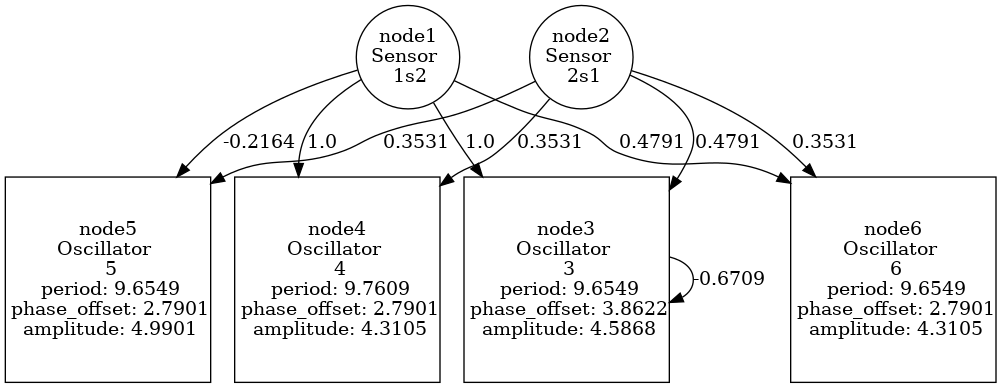 node1
Sensor
1s2
node2
Sensor
2s1
-0.2164
1.0
0.3531
1.0
0.3531
0.4791
0.4791
0.3531
node5
Oscillator
5
period: 9.6549
phase_offset: 2.7901
amplitude: 4.9901
node4
Oscillator
4
period: 9.7609
phase_offset: 2.7901
amplitude: 4.3105
node3
Oscillator
3
period: 9.6549
phase_offset: 3.8622
amplitude: 4.5868
-0.6709
node6
Oscillator
6
period: 9.6549
phase_offset: 2.7901
amplitude: 4.3105